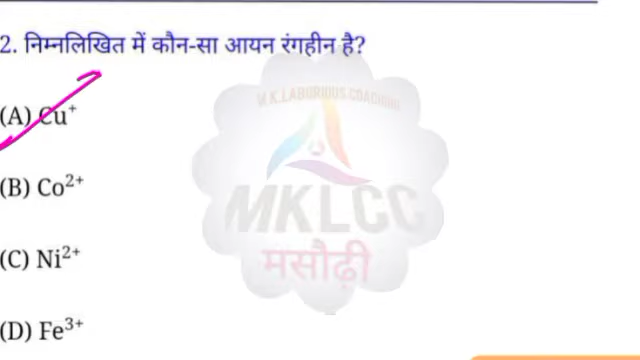 2. निम्नलिखित में कौन-सा आयन रंगहीन है?
(A) Cu⁺
M.K.LABORIOUS COACHING
(B) Co²⁺
MKLCC
(C) Ni²⁺
मसौढ़ी
(D) Fe³⁺